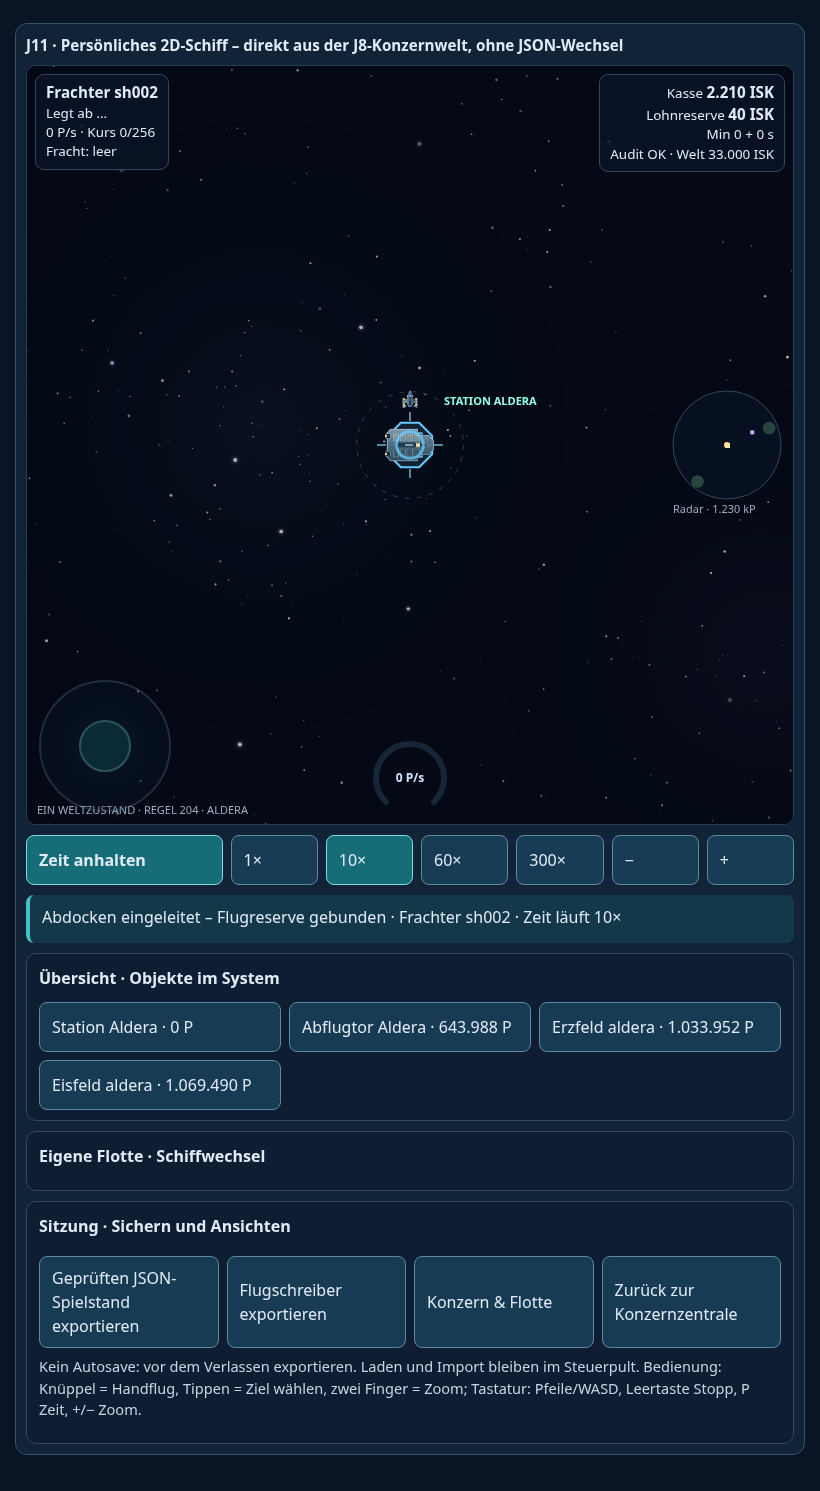 J11 · Persönliches 2D-Schiff – direkt aus der J8-Konzernwelt, ohne JSON-Wechsel
Frachter sh002
Legt ab ...
0 P/s · Kurs 0/256
Fracht: leer
Kasse 2.210 ISK
Lohnreserve 40 ISK
Min 0 + 0 s
Audit OK · Welt 33.000 ISK
STATION ALDERA
Radar · 1.230 kP
0 P/s
EIN WELTZUSTAND · REGEL 204 · ALDERA
Zeit anhalten
1×
10×
60×
300×
−
+
Abdocken eingeleitet – Flugreserve gebunden · Frachter sh002 · Zeit läuft 10×
Übersicht · Objekte im System
Station Aldera · 0 P
Abflugtor Aldera · 643.988 P
Erzfeld aldera · 1.033.952 P
Eisfeld aldera · 1.069.490 P
Eigene Flotte · Schiffwechsel
Sitzung · Sichern und Ansichten
Geprüften JSON-
Spielstand
exportieren
Flugschreiber
exportieren
Konzern & Flotte
Zurück zur
Konzernzentrale
Kein Autosave: vor dem Verlassen exportieren. Laden und Import bleiben im Steuerpult. Bedienung:
Knüppel = Handflug, Tippen = Ziel wählen, zwei Finger = Zoom; Tastatur: Pfeile/WASD, Leertaste Stopp, P
Zeit, +/− Zoom.